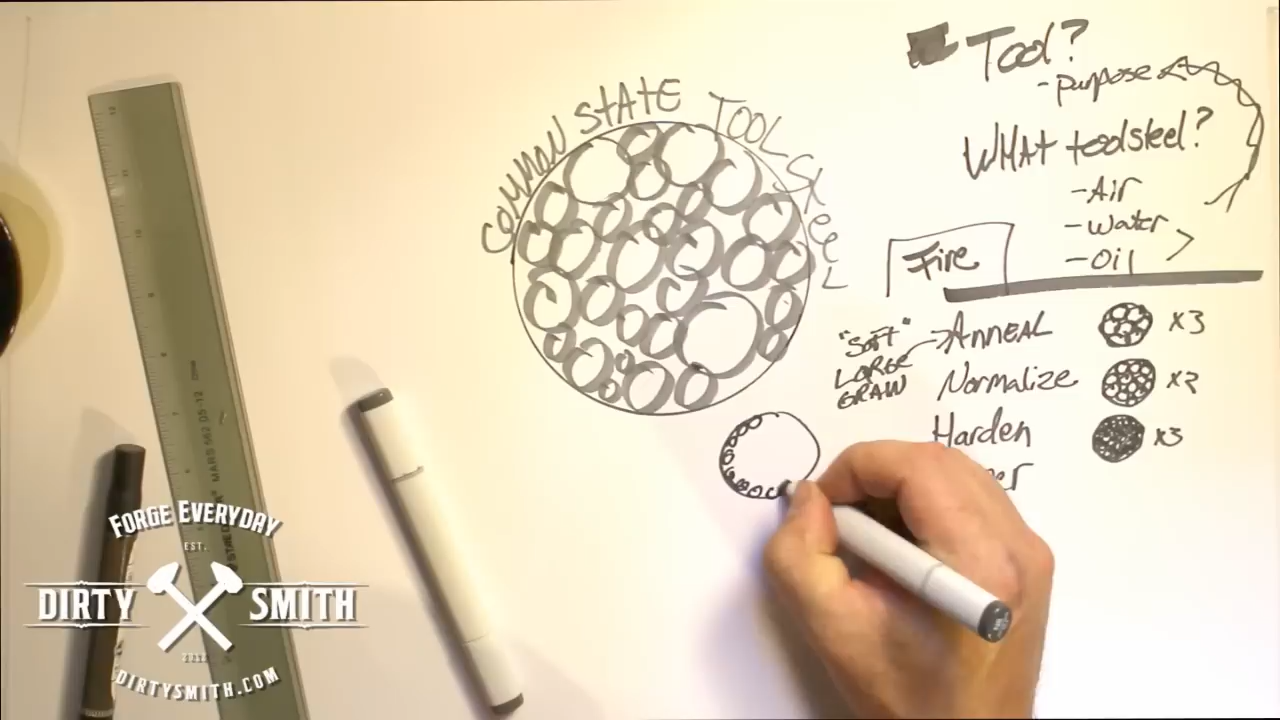 Tool?
-purpose
WHAt toolsteel?
-Air
-Water
-Oil
Fire
COMMON STATE TOOL STeeL
"Soft"
LARGE
GRAIN
ANNEAL x3
Normalize x2
Harden x3
FORGE EVERYDAY
EST.
DIRTY SMITH
DIRTYSMITH.COM